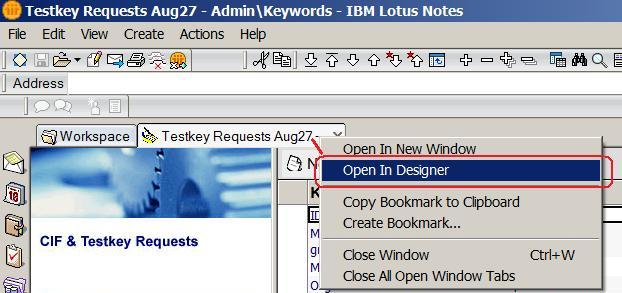 Testkey Requests Aug27 - Admin\Keywords - IBM Lotus Notes
File Edit View Create Actions Help
Address
Workspace
Testkey Requests Aug27 -
Open In New Window
Open In Designer
Copy Bookmark to Clipboard
Create Bookmark...
Close Window Ctrl+W
Close All Open Window Tabs
CIF & Testkey Requests